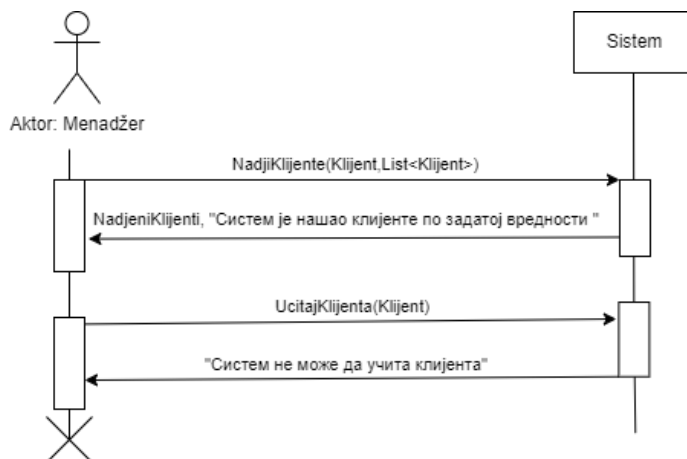 Sistem
Aktor: Menadžer
NadjiKlijente(Klijent,List<Klijent>)
NadjeniKlijenti, "Систем је нашао клијенте по задатој вредности "
UcitajKlijenta(Klijent)
"Систем не може да учита клијента"